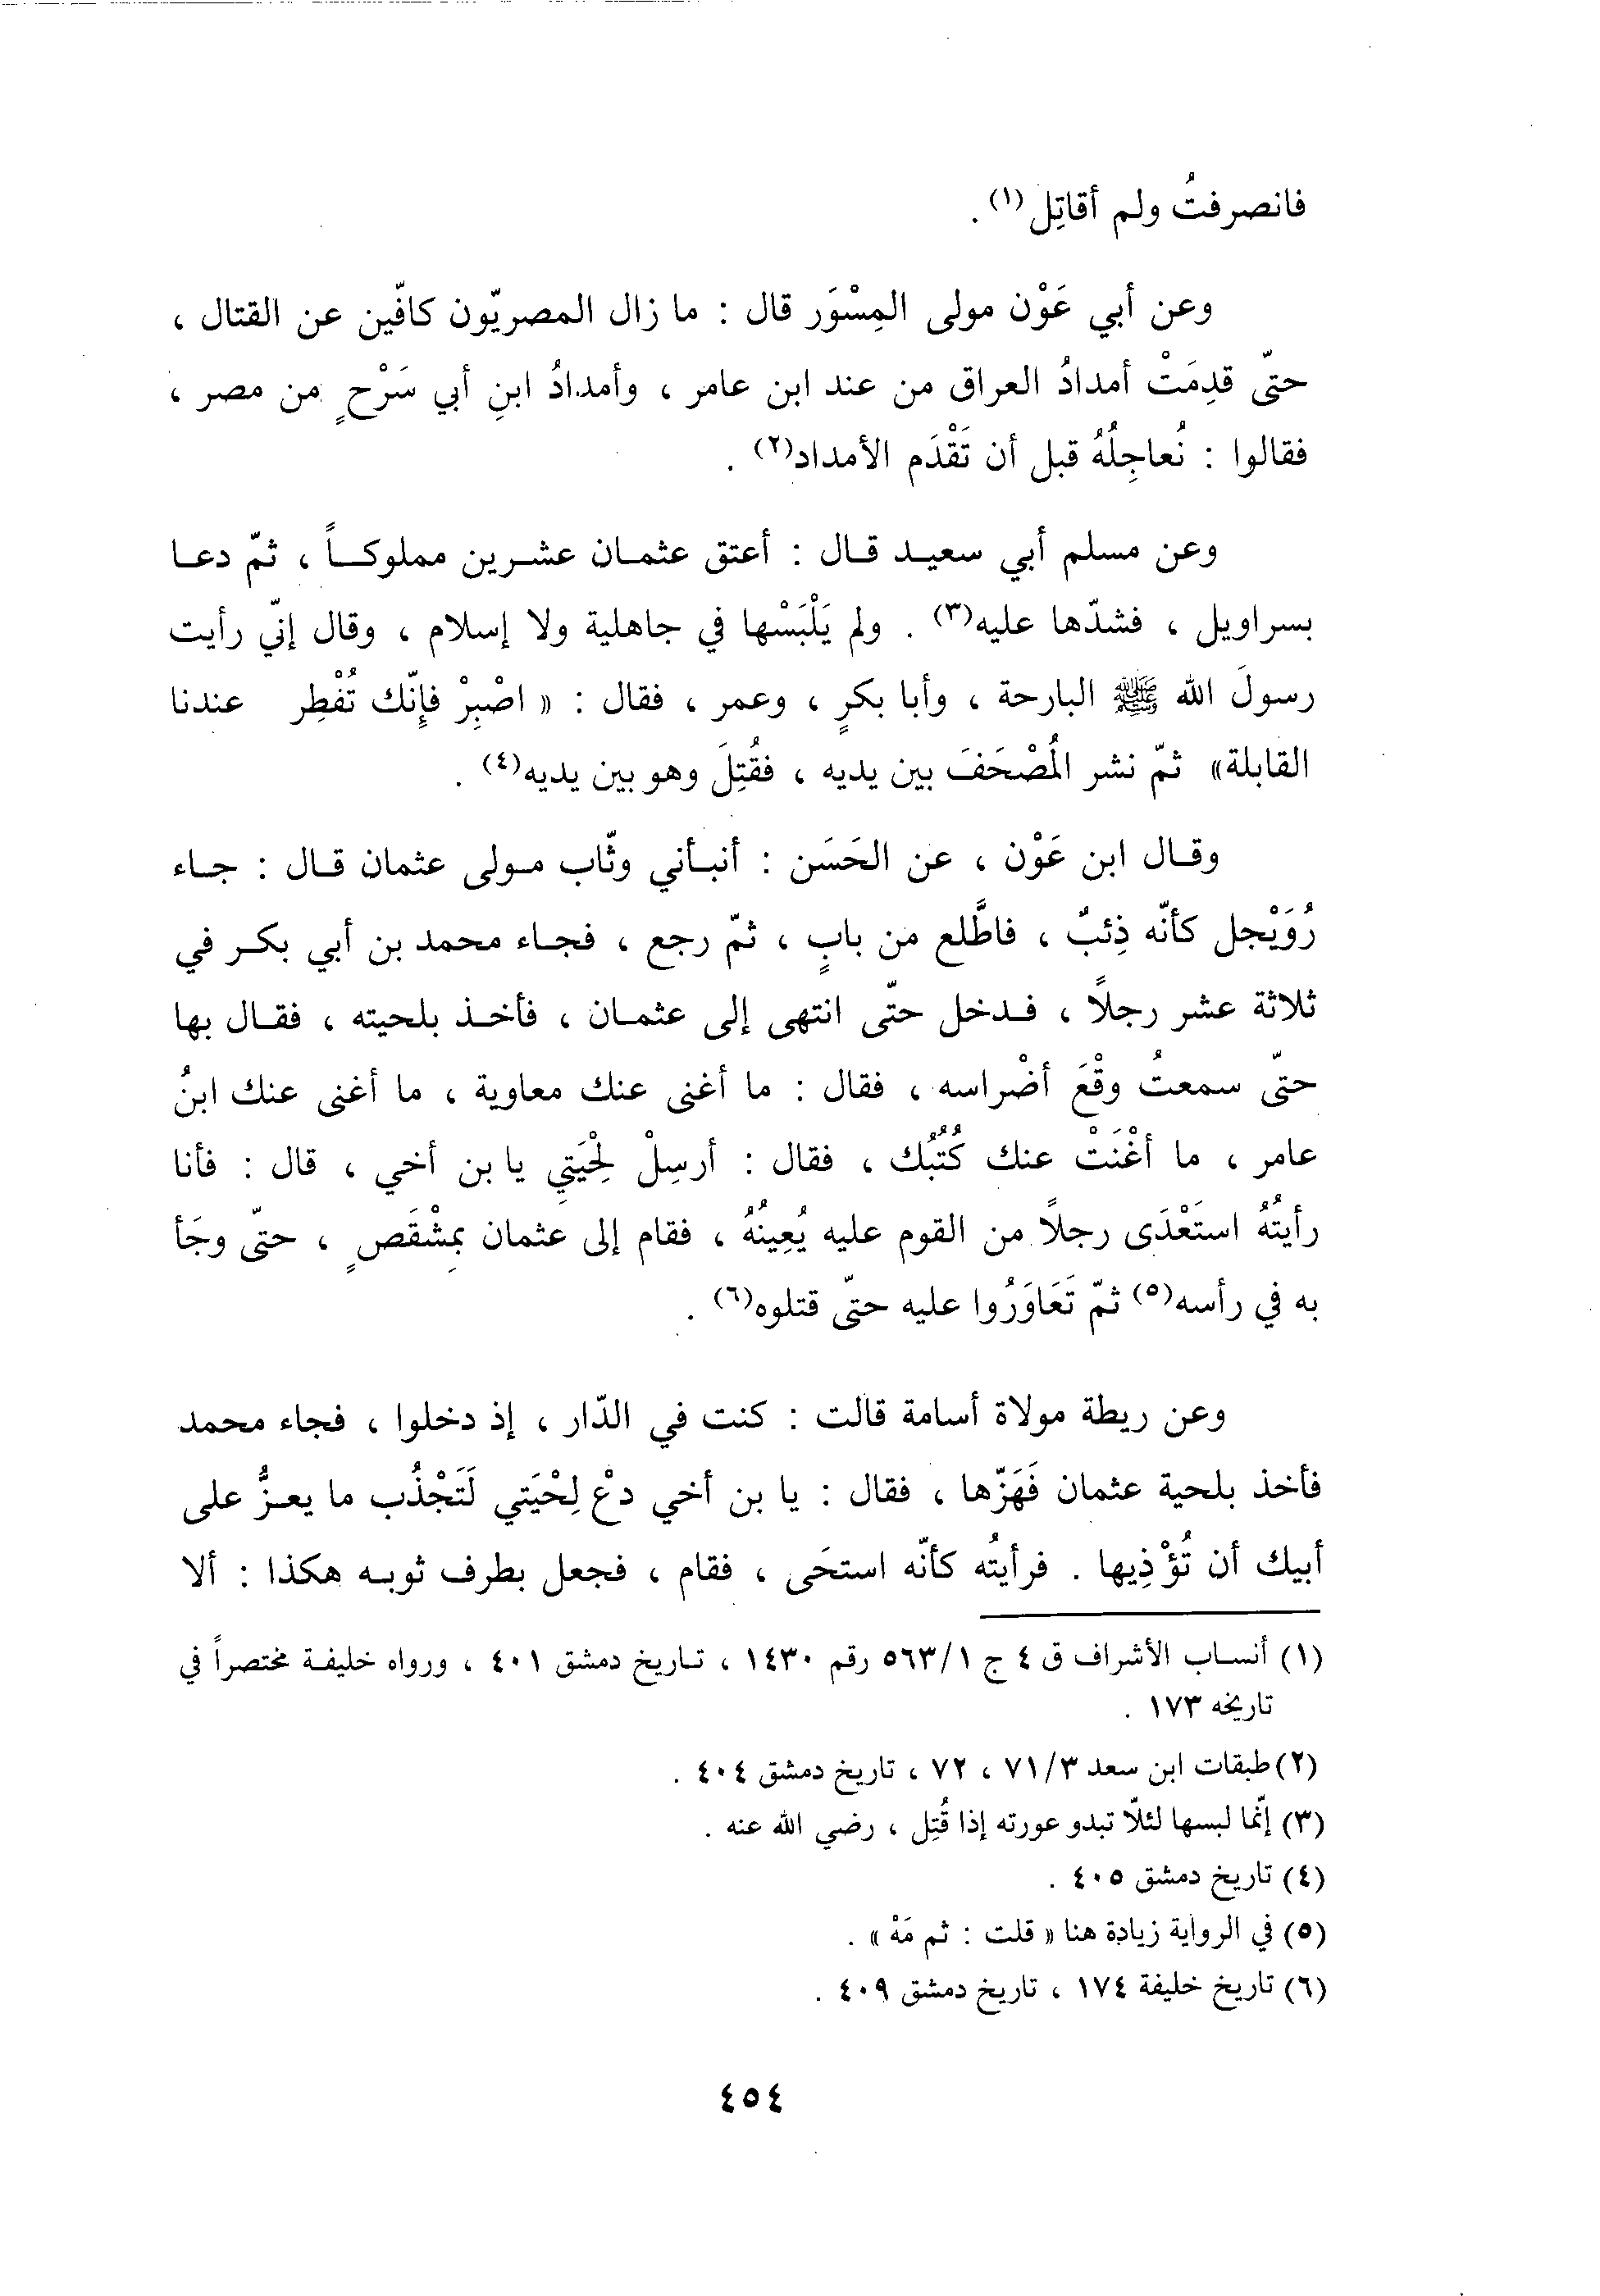 فانصرفتُ ولم أقاتِل(١) .
وعن أبي عَوْن مولى المِسْوَر قال : ما زال المصريّون كافّين عن القتال ،
حتّى قدِمَتْ أمدادُ العراق من عند ابن عامر ، وأمدادُ ابنِ أبي سَرْحٍ من مصر ،
فقالوا : نُعاجِلُهُ قبل أن تَقْدَم الأمداد(٢) .
وعن مسلم أبي سعيد قال : أعتق عثمان عشرين مملوكاً ، ثمّ دعا
بسراويل ، فشدّها عليه(٣) . ولم يَلْبَسْها في جاهلية ولا إسلام ، وقال إنّي رأيت
رسولَ الله ﷺ البارحة ، وأبا بكرٍ ، وعمر ، فقال : « اصْبِرْ فإنّك تُفْطِر عندنا
القابلة» ثمّ نشر المُصْحَفَ بين يديه ، فقُتِلَ وهو بين يديه(٤) .
وقال ابن عَوْن ، عن الحَسَن : أنبأني وثّاب مولى عثمان قال : جاء
رُوَيْجل كأنّه ذِئبٌ ، فاطَّلع من بابٍ ، ثمّ رجع ، فجاء محمد بن أبي بكر في
ثلاثة عشر رجلاً ، فدخل حتّى انتهى إلى عثمان ، فأخذ بلحيته ، فقال بها
حتّى سمعتُ وقْعَ أضْراسه ، فقال : ما أغنى عنك معاوية ، ما أغنى عنك ابنُ
عامر ، ما أغْنَتْ عنك كُتُبُك ، فقال : أرسِلْ لِحْيَتِي يا بن أخي ، قال : فأنا
رأيتُهُ استَعْدَى رجلاً من القوم عليه يُعِينُهُ ، فقام إلى عثمان بِمِشْقَصٍ ، حتّى وجَأ
به في رأسه(٥) ثمّ تَعَاوَرُوا عليه حتّى قتلوه(٦) .
وعن ريطة مولاة أسامة قالت : كنت في الدّار ، إذ دخلوا ، فجاء محمد
فأخذ بلحية عثمان فَهَزّها ، فقال : يا بن أخي دعْ لِحْيَتي لَتَجْذُب ما يعزُّ على
أبيك أن تُؤْذِيها . فرأيتُه كأنّه استحَى ، فقام ، فجعل بطرف ثوبه هكذا : ألا
(١) أنساب الأشراف ق ٤ ج ١/ ٥٦٣ رقم ١٤٣٠ ، تاريخ دمشق ٤٠١ ، ورواه خليفة مختصراً في
تاريخه ١٧٣ .
(٢) طبقات ابن سعد ٣/ ٧١ ، ٧٢ ، تاريخ دمشق ٤٠٤ .
(٣) إنّما لبسها لئلّا تبدو عورته إذا قُتِل ، رضي الله عنه .
(٤) تاريخ دمشق ٤٠٥ .
(٥) في الرواية زيادة هنا « قلت : ثم مَهْ » .
(٦) تاريخ خليفة ١٧٤ ، تاريخ دمشق ٤٠٩ .
٤٥٤